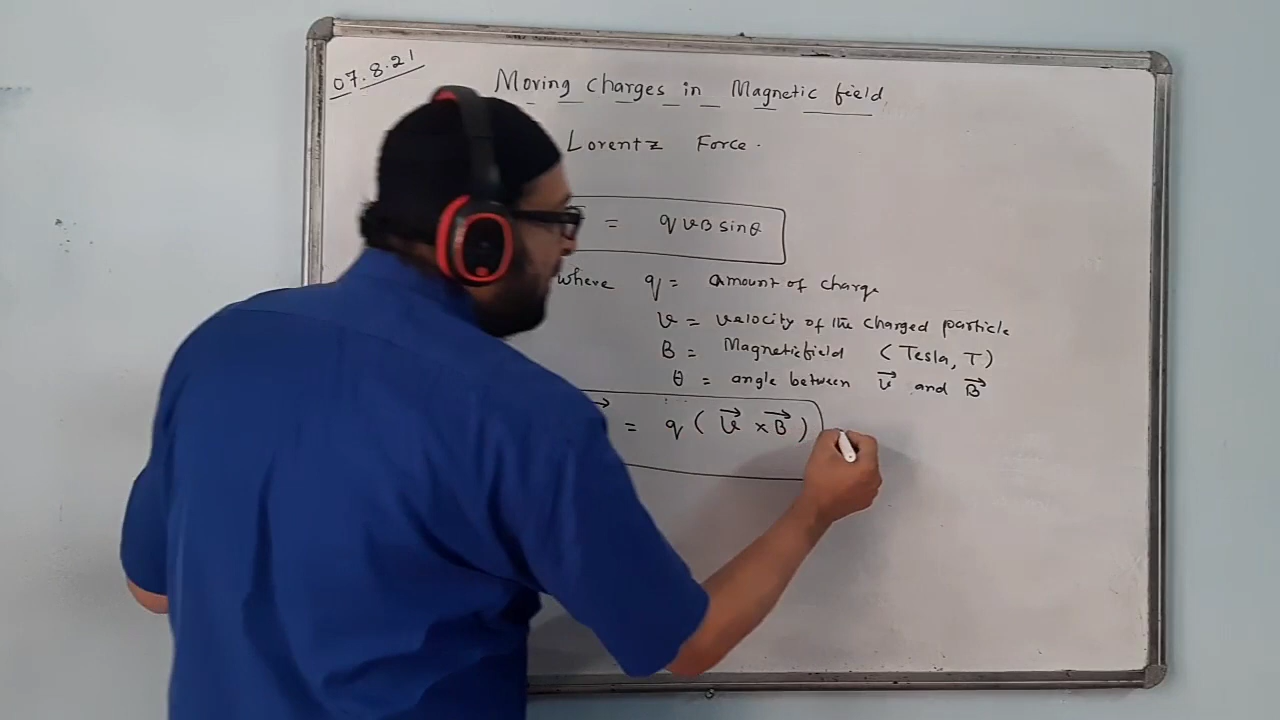 07.8.21
Moving charges in Magnetic field
Lorentz Force.
= qvB sinθ
where q = amount of charge
v = velocity of the charged particle
B = Magnetic field (Tesla, T)
θ = angle between v⃗ and B⃗
= q ( v⃗ × B⃗ )